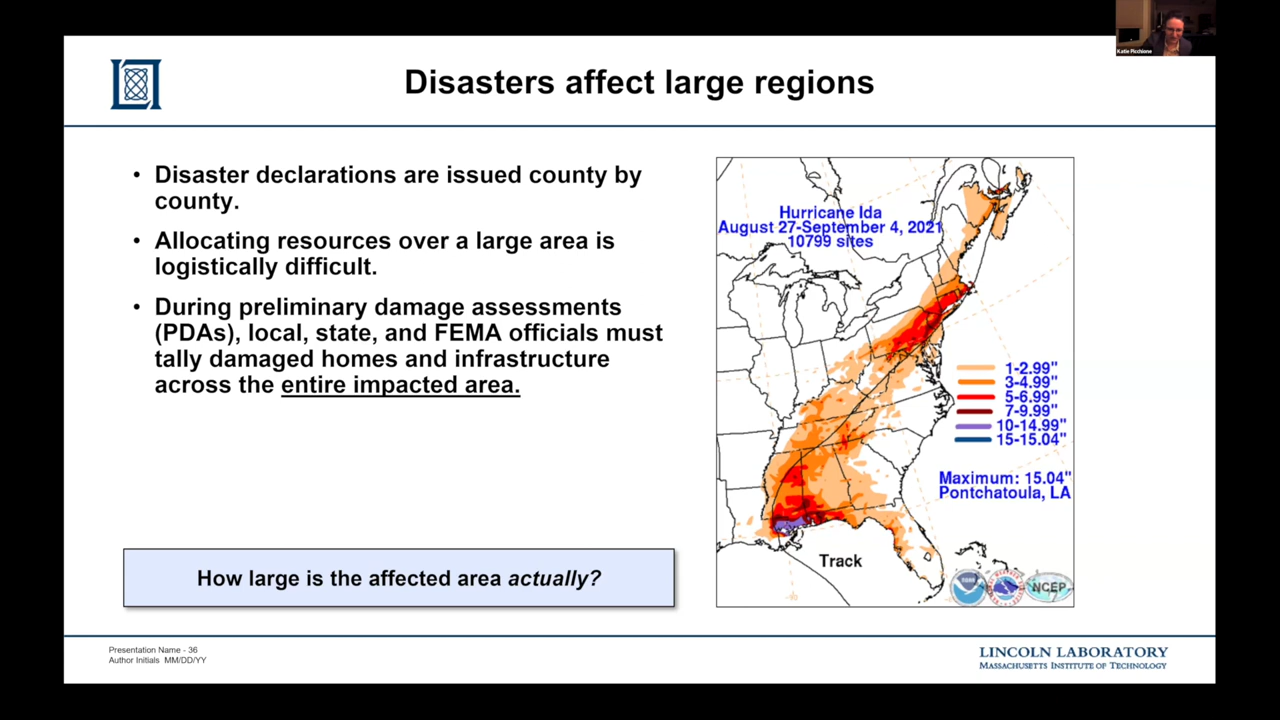 Katie Picchione
Disasters affect large regions
• Disaster declarations are issued county by
county.
• Allocating resources over a large area is
logistically difficult.
• During preliminary damage assessments
(PDAs), local, state, and FEMA officials must
tally damaged homes and infrastructure
across the entire impacted area.
How large is the affected area actually?
Hurricane Ida
August 27-September 4, 2021
10799 sites
1-2.99"
3-4.99"
5-6.99"
7-9.99"
10-14.99"
15-15.04"
Maximum: 15.04"
Pontchatoula, LA
Track
NCEP
Presentation Name - 36
Author Initials MM/DD/YY
LINCOLN LABORATORY
MASSACHUSETTS INSTITUTE OF TECHNOLOGY